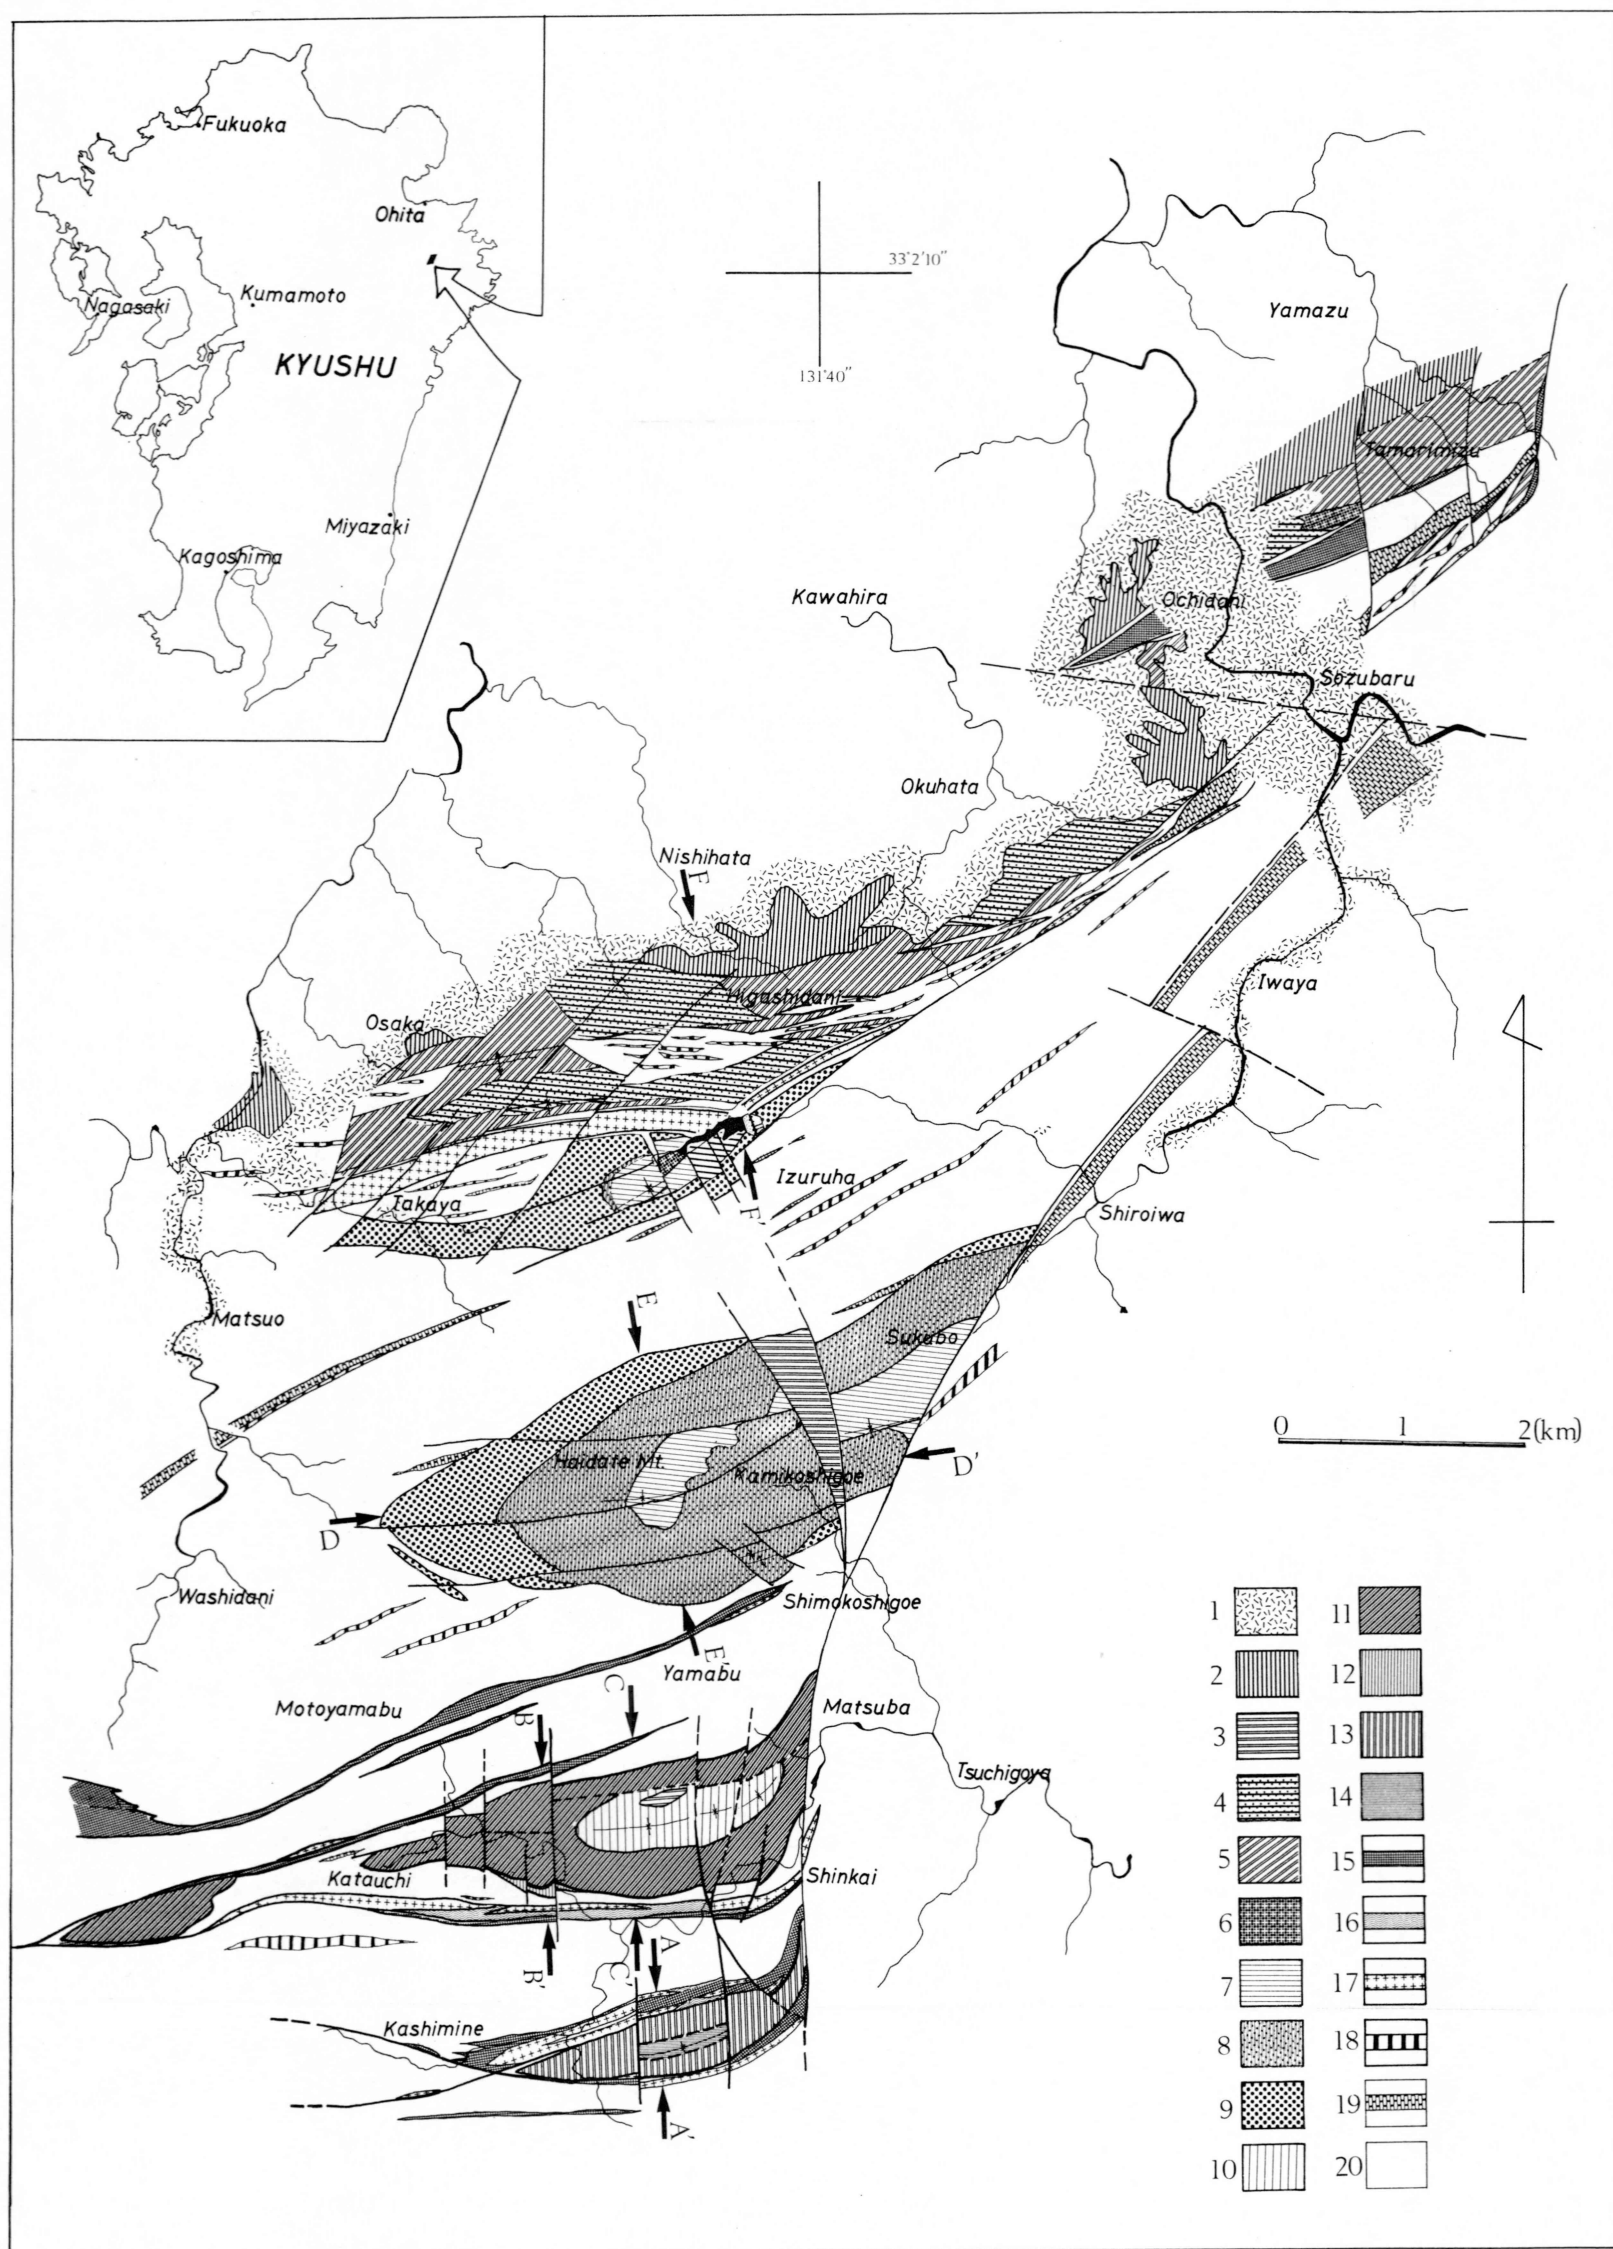 Fukuoka
Ohita
Nagasaki
Kumamoto
KYUSHU
Miyazaki
Kagoshima
33°2'10"
131°40"
Yamazu
Tamarimizu
Kawahira
Ochidani
Sozubaru
Okuhata
Nishihata
F
Higashidani
Iwaya
Osaka
Takaya
Izuruha
F'
Shiroiwa
Matsuo
E
Sukubo
0 1 2(km)
Haidate Mt.
Kamikoshigoe
D'
D
Washidani
Shimokoshigoe
E'
Yamabu
Motoyamabu
C
B
Matsuba
Tsuchigoya
Katauchi
Shinkai
B'
C'
A
Kashimine
A'
1 11
2 12
3 13
4 14
5 15
6 16
7 17
8 18
9 19
10 20